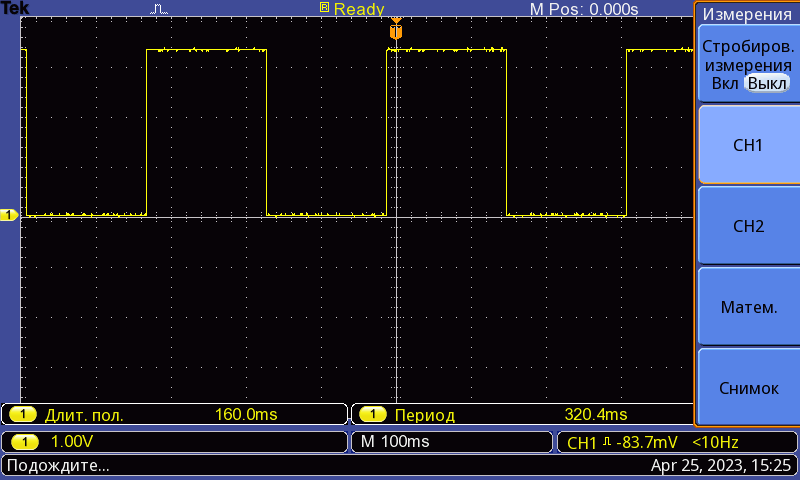 Tek R Ready M Pos: 0.000s
T
1
Измерения
Стробиров.
измерения
Вкл Выкл
CH1
CH2
Матем.
Снимок
1 Длит. пол. 160.0ms 1 Период 320.4ms
1 1.00V M 100ms CH1 -83.7mV <10Hz
Подождите... Apr 25, 2023, 15:25